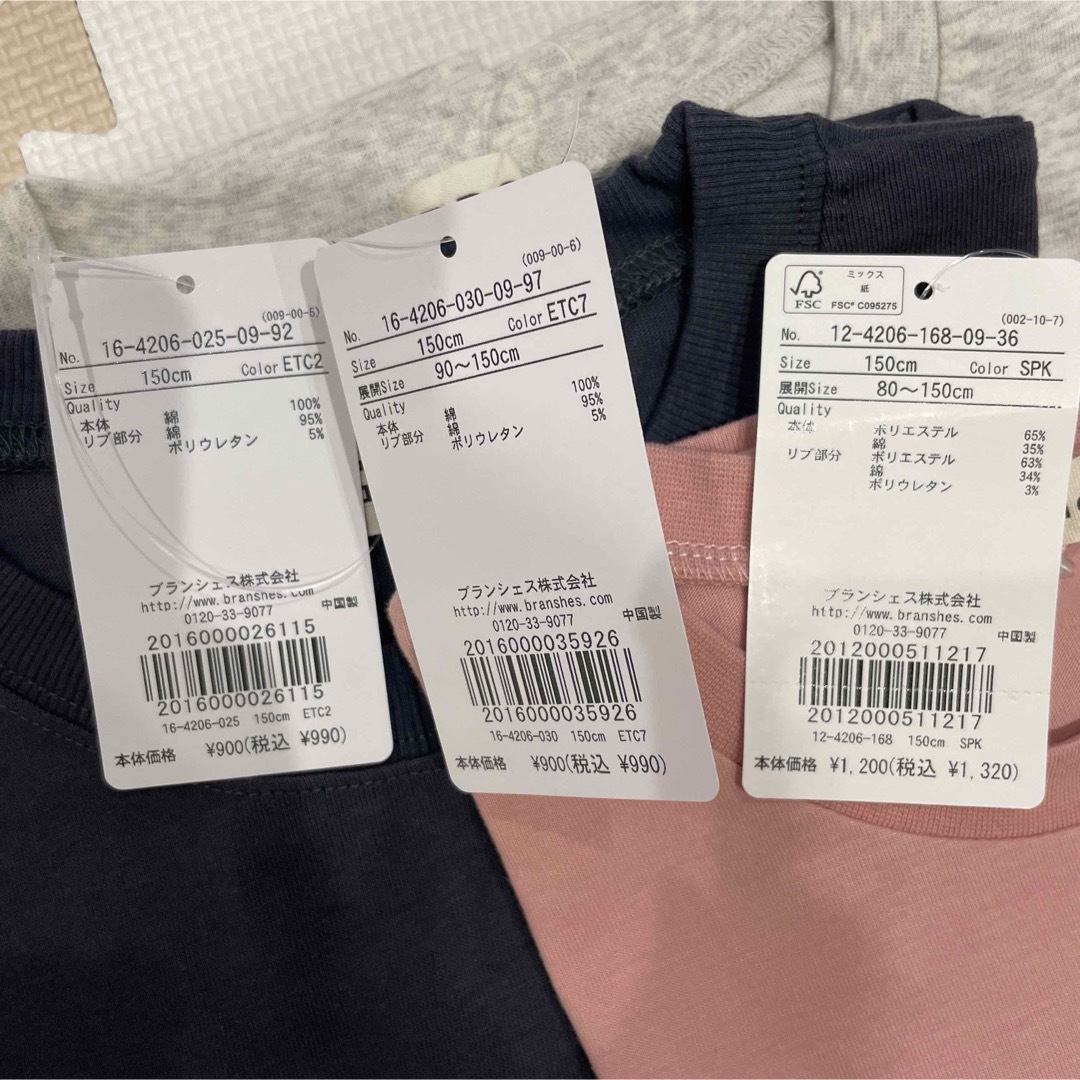 (009-00-5)
No. 16-4206-025-09-92
Size 150cm Color ETC2
Quality
本体 綿 100%
リブ部分 綿 95%
ポリウレタン 5%
ブランシェス株式会社
http://www.branshes.com
0120-33-9077 中国製
2016000026115
2016000026115
16-4206-025 150cm ETC2
本体価格 ¥900(税込 ¥990)
(009-00-6)
No. 16-4206-030-09-97
Size 150cm Color ETC7
展開Size 90～150cm
Quality
本体 綿 100%
リブ部分 綿 95%
ポリウレタン 5%
ブランシェス株式会社
http://www.branshes.com
0120-33-9077 中国製
2016000035926
2016000035926
16-4206-030 150cm ETC7
本体価格 ¥900(税込 ¥990)
FSC
ミックス
紙
FSC® C095275
(002-10-7)
No. 12-4206-168-09-36
Size 150cm Color SPK
展開Size 80～150cm
Quality
本体 ポリエステル 65%
綿 35%
リブ部分 ポリエステル 63%
綿 34%
ポリウレタン 3%
ブランシェス株式会社
http://www.branshes.com
0120-33-9077 中国製
2012000511217
2012000511217
12-4206-168 150cm SPK
本体価格 ¥1,200(税込 ¥1,320)